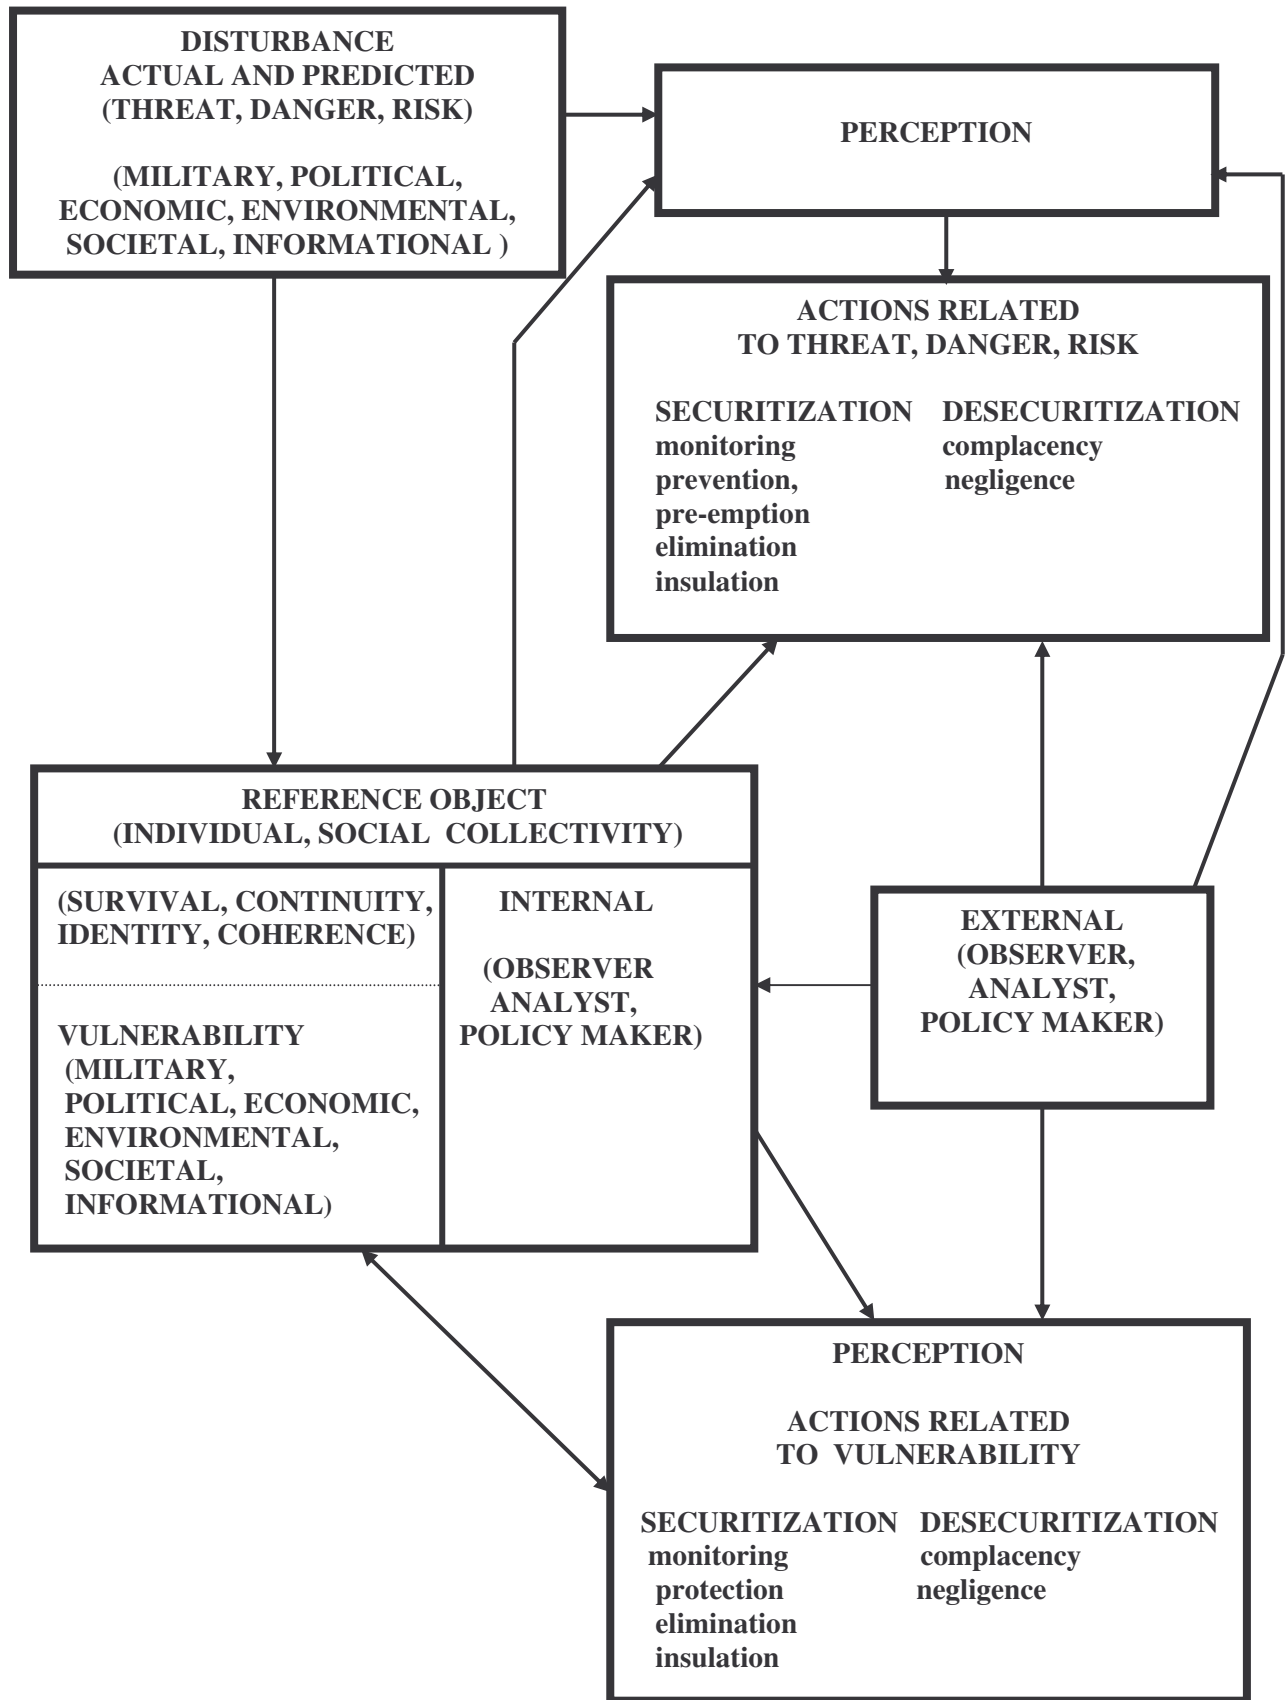 DISTURBANCE
ACTUAL AND PREDICTED
(THREAT, DANGER, RISK)
(MILITARY, POLITICAL,
ECONOMIC, ENVIRONMENTAL,
SOCIETAL, INFORMATIONAL )
PERCEPTION
ACTIONS RELATED
TO THREAT, DANGER, RISK
SECURITIZATION DESECURITIZATION
monitoring complacency
prevention, negligence
pre-emption
elimination
insulation
REFERENCE OBJECT
(INDIVIDUAL, SOCIAL COLLECTIVITY)
(SURVIVAL, CONTINUITY,
IDENTITY, COHERENCE)
VULNERABILITY
(MILITARY,
POLITICAL, ECONOMIC,
ENVIRONMENTAL,
SOCIETAL,
INFORMATIONAL)
INTERNAL
(OBSERVER
ANALYST,
POLICY MAKER)
EXTERNAL
(OBSERVER,
ANALYST,
POLICY MAKER)
PERCEPTION
ACTIONS RELATED
TO VULNERABILITY
SECURITIZATION DESECURITIZATION
monitoring complacency
protection negligence
elimination
insulation